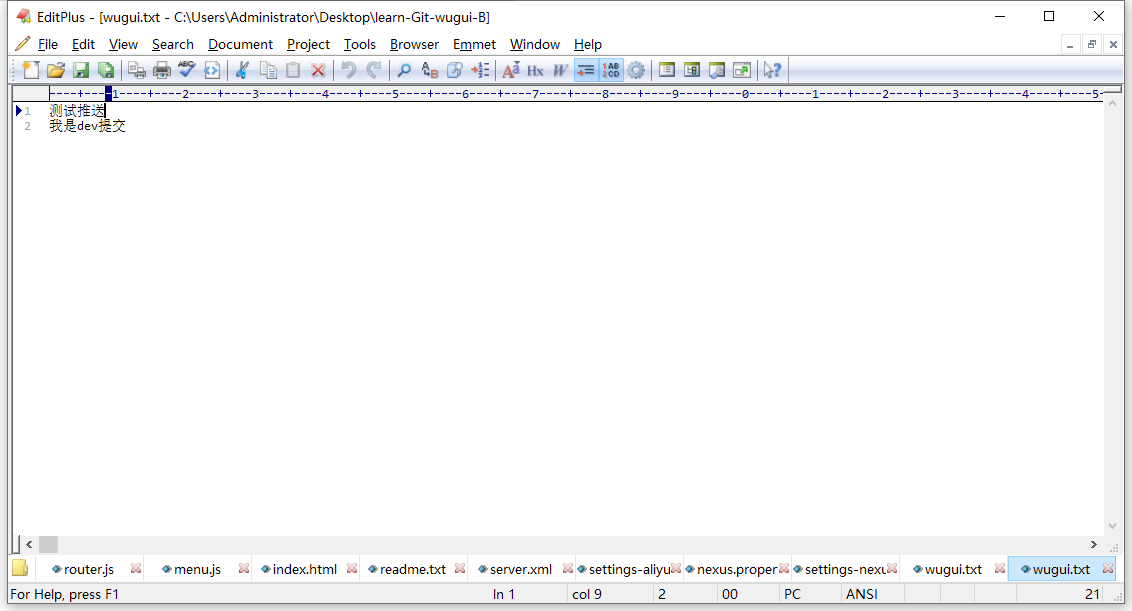 EditPlus - [wugui.txt - C:\Users\Administrator\Desktop\learn-Git-wugui-B]
File Edit View Search Document Project Tools Browser Emmet Window Help
----+----1----+----2----+----3----+----4----+----5----+----6----+----7----+----8----+----9----+----0----+----1----+----2----+----3----+----4----+----5-
1 测试推送
2 我是dev提交
router.js menu.js index.html readme.txt server.xml settings-aliyu nexus.proper settings-nexu wugui.txt wugui.txt
For Help, press F1 ln 1 col 9 2 00 PC ANSI 21